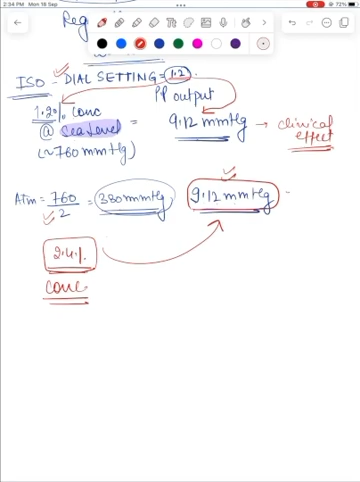 2:34 PM Mon 18 Sep
72%
Reg
ISO - DIAL SETTING = 1.2
1.2% conc PP output
@ Sea level = 9.12 mmHg → clinical effect
(~760 mmHg)
Atm = 760/2 = 380 mmHg 9.12 mmHg
2.4%
conc